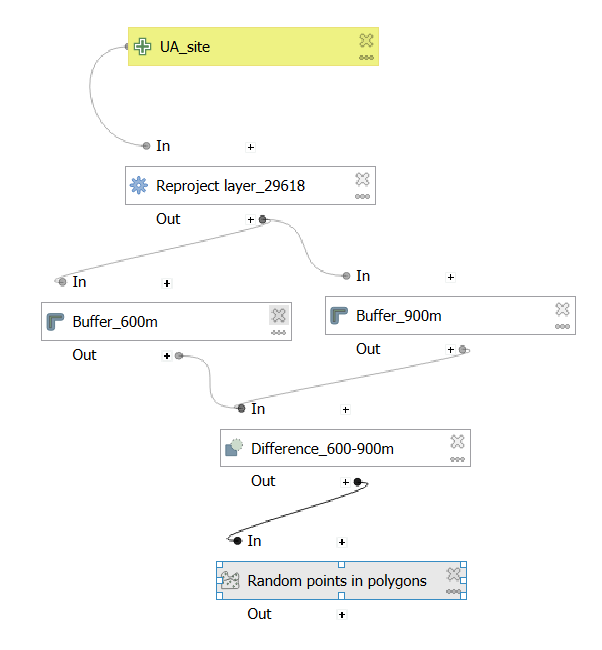 UA_site
In
Reproject layer_29618
Out
In
In
Buffer_600m
Buffer_900m
Out
Out
In
Difference_600-900m
Out
In
Random points in polygons
Out